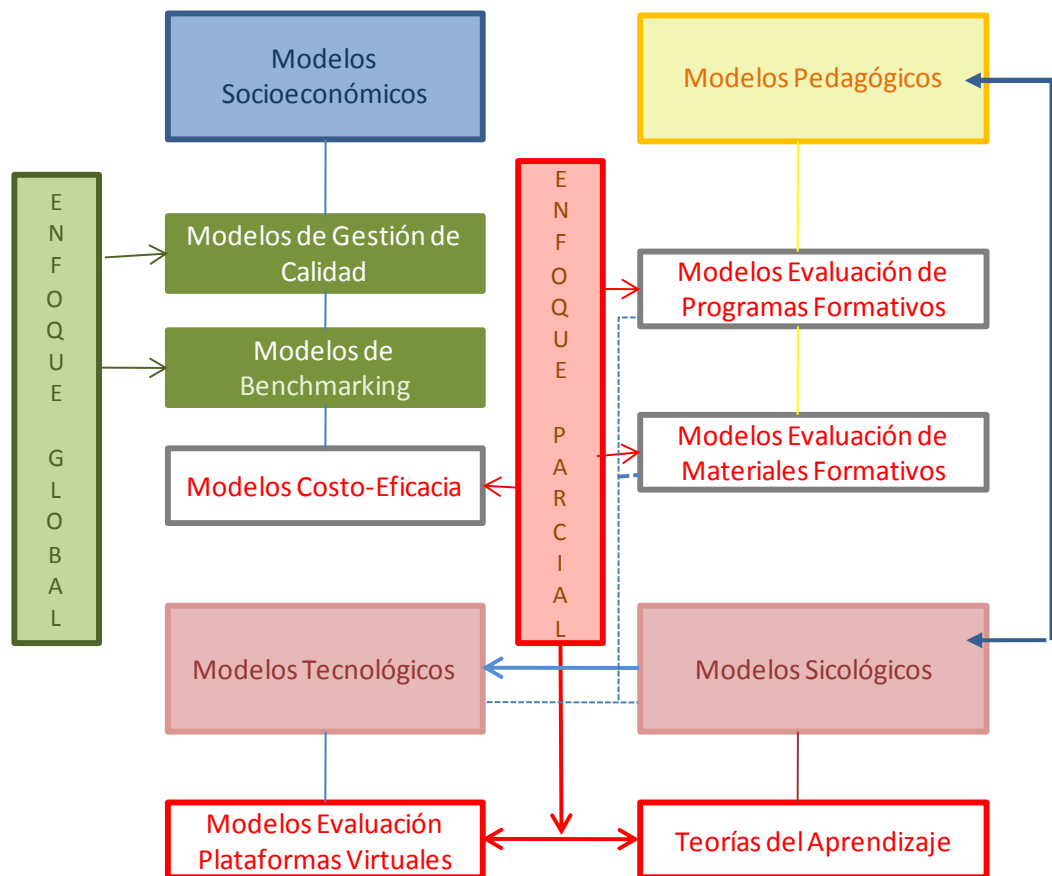 Modelos
Socioeconómicos
Modelos Pedagógicos
E
N
F
O
Q
U
E
G
L
O
B
A
L
Modelos de Gestión de
Calidad
Modelos de
Benchmarking
Modelos Costo-Eficacia
E
N
F
O
Q
U
E
P
A
R
C
I
A
L
Modelos Evaluación de
Programas Formativos
Modelos Evaluación de
Materiales Formativos
Modelos Tecnológicos
Modelos Sicológicos
Modelos Evaluación
Plataformas Virtuales
Teorías del Aprendizaje